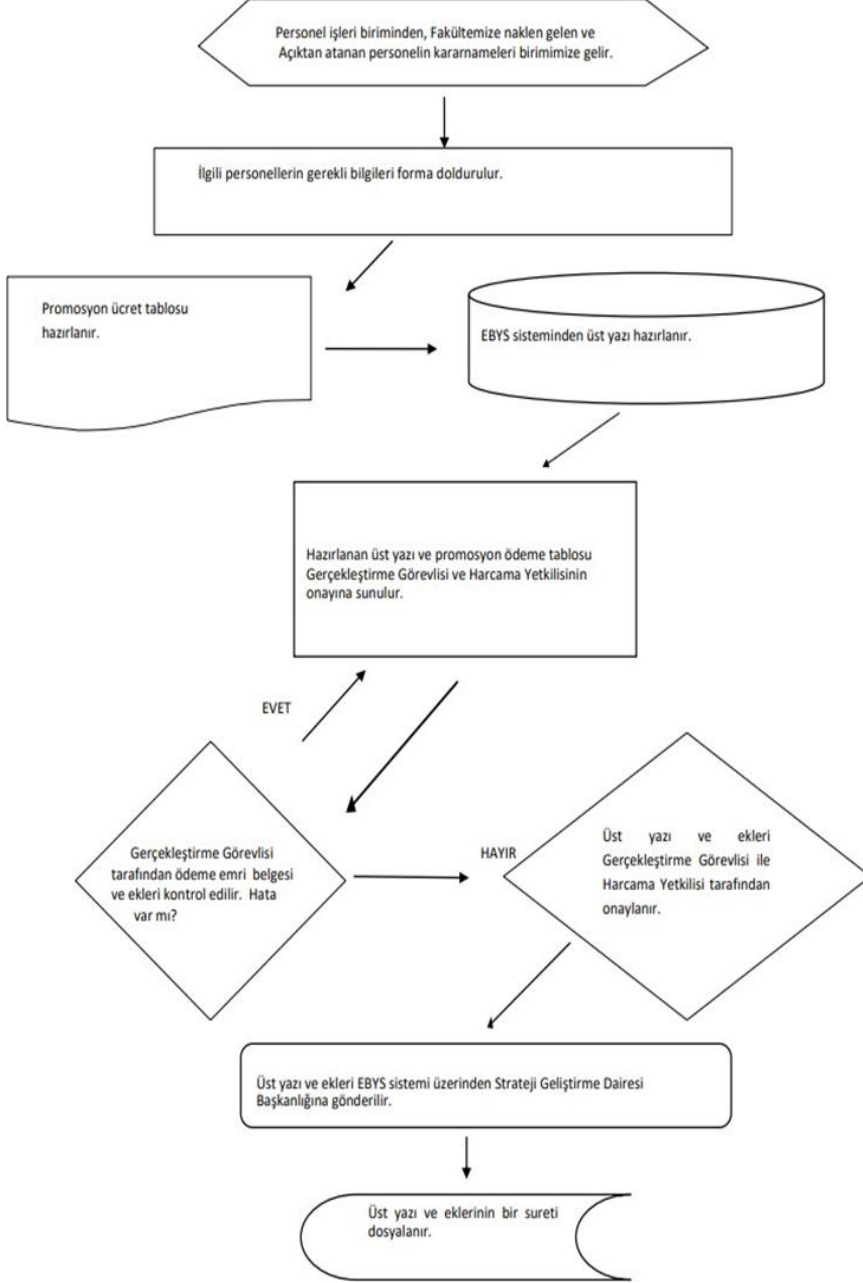 Personel işleri biriminden, Fakültemize naklen gelen ve
Açıktan atanan personelin kararnameleri birimimize gelir.
İlgili personellerin gerekli bilgileri forma doldurulur.
Promosyon ücret tablosu
hazırlanır.
EBYS sisteminden üst yazı hazırlanır.
Hazırlanan üst yazı ve promosyon ödeme tablosu
Gerçekleştirme Görevlisi ve Harcama Yetkilisinin
onayına sunulur.
EVET
Gerçekleştirme Görevlisi
tarafından ödeme emri belgesi
ve ekleri kontrol edilir. Hata
var mı?
HAYIR
Üst yazı ve ekleri
Gerçekleştirme Görevlisi ile
Harcama Yetkilisi tarafından
onaylanır.
Üst yazı ve ekleri EBYS sistemi üzerinden Strateji Geliştirme Dairesi
Başkanlığına gönderilir.
Üst yazı ve eklerinin bir sureti
dosyalanır.